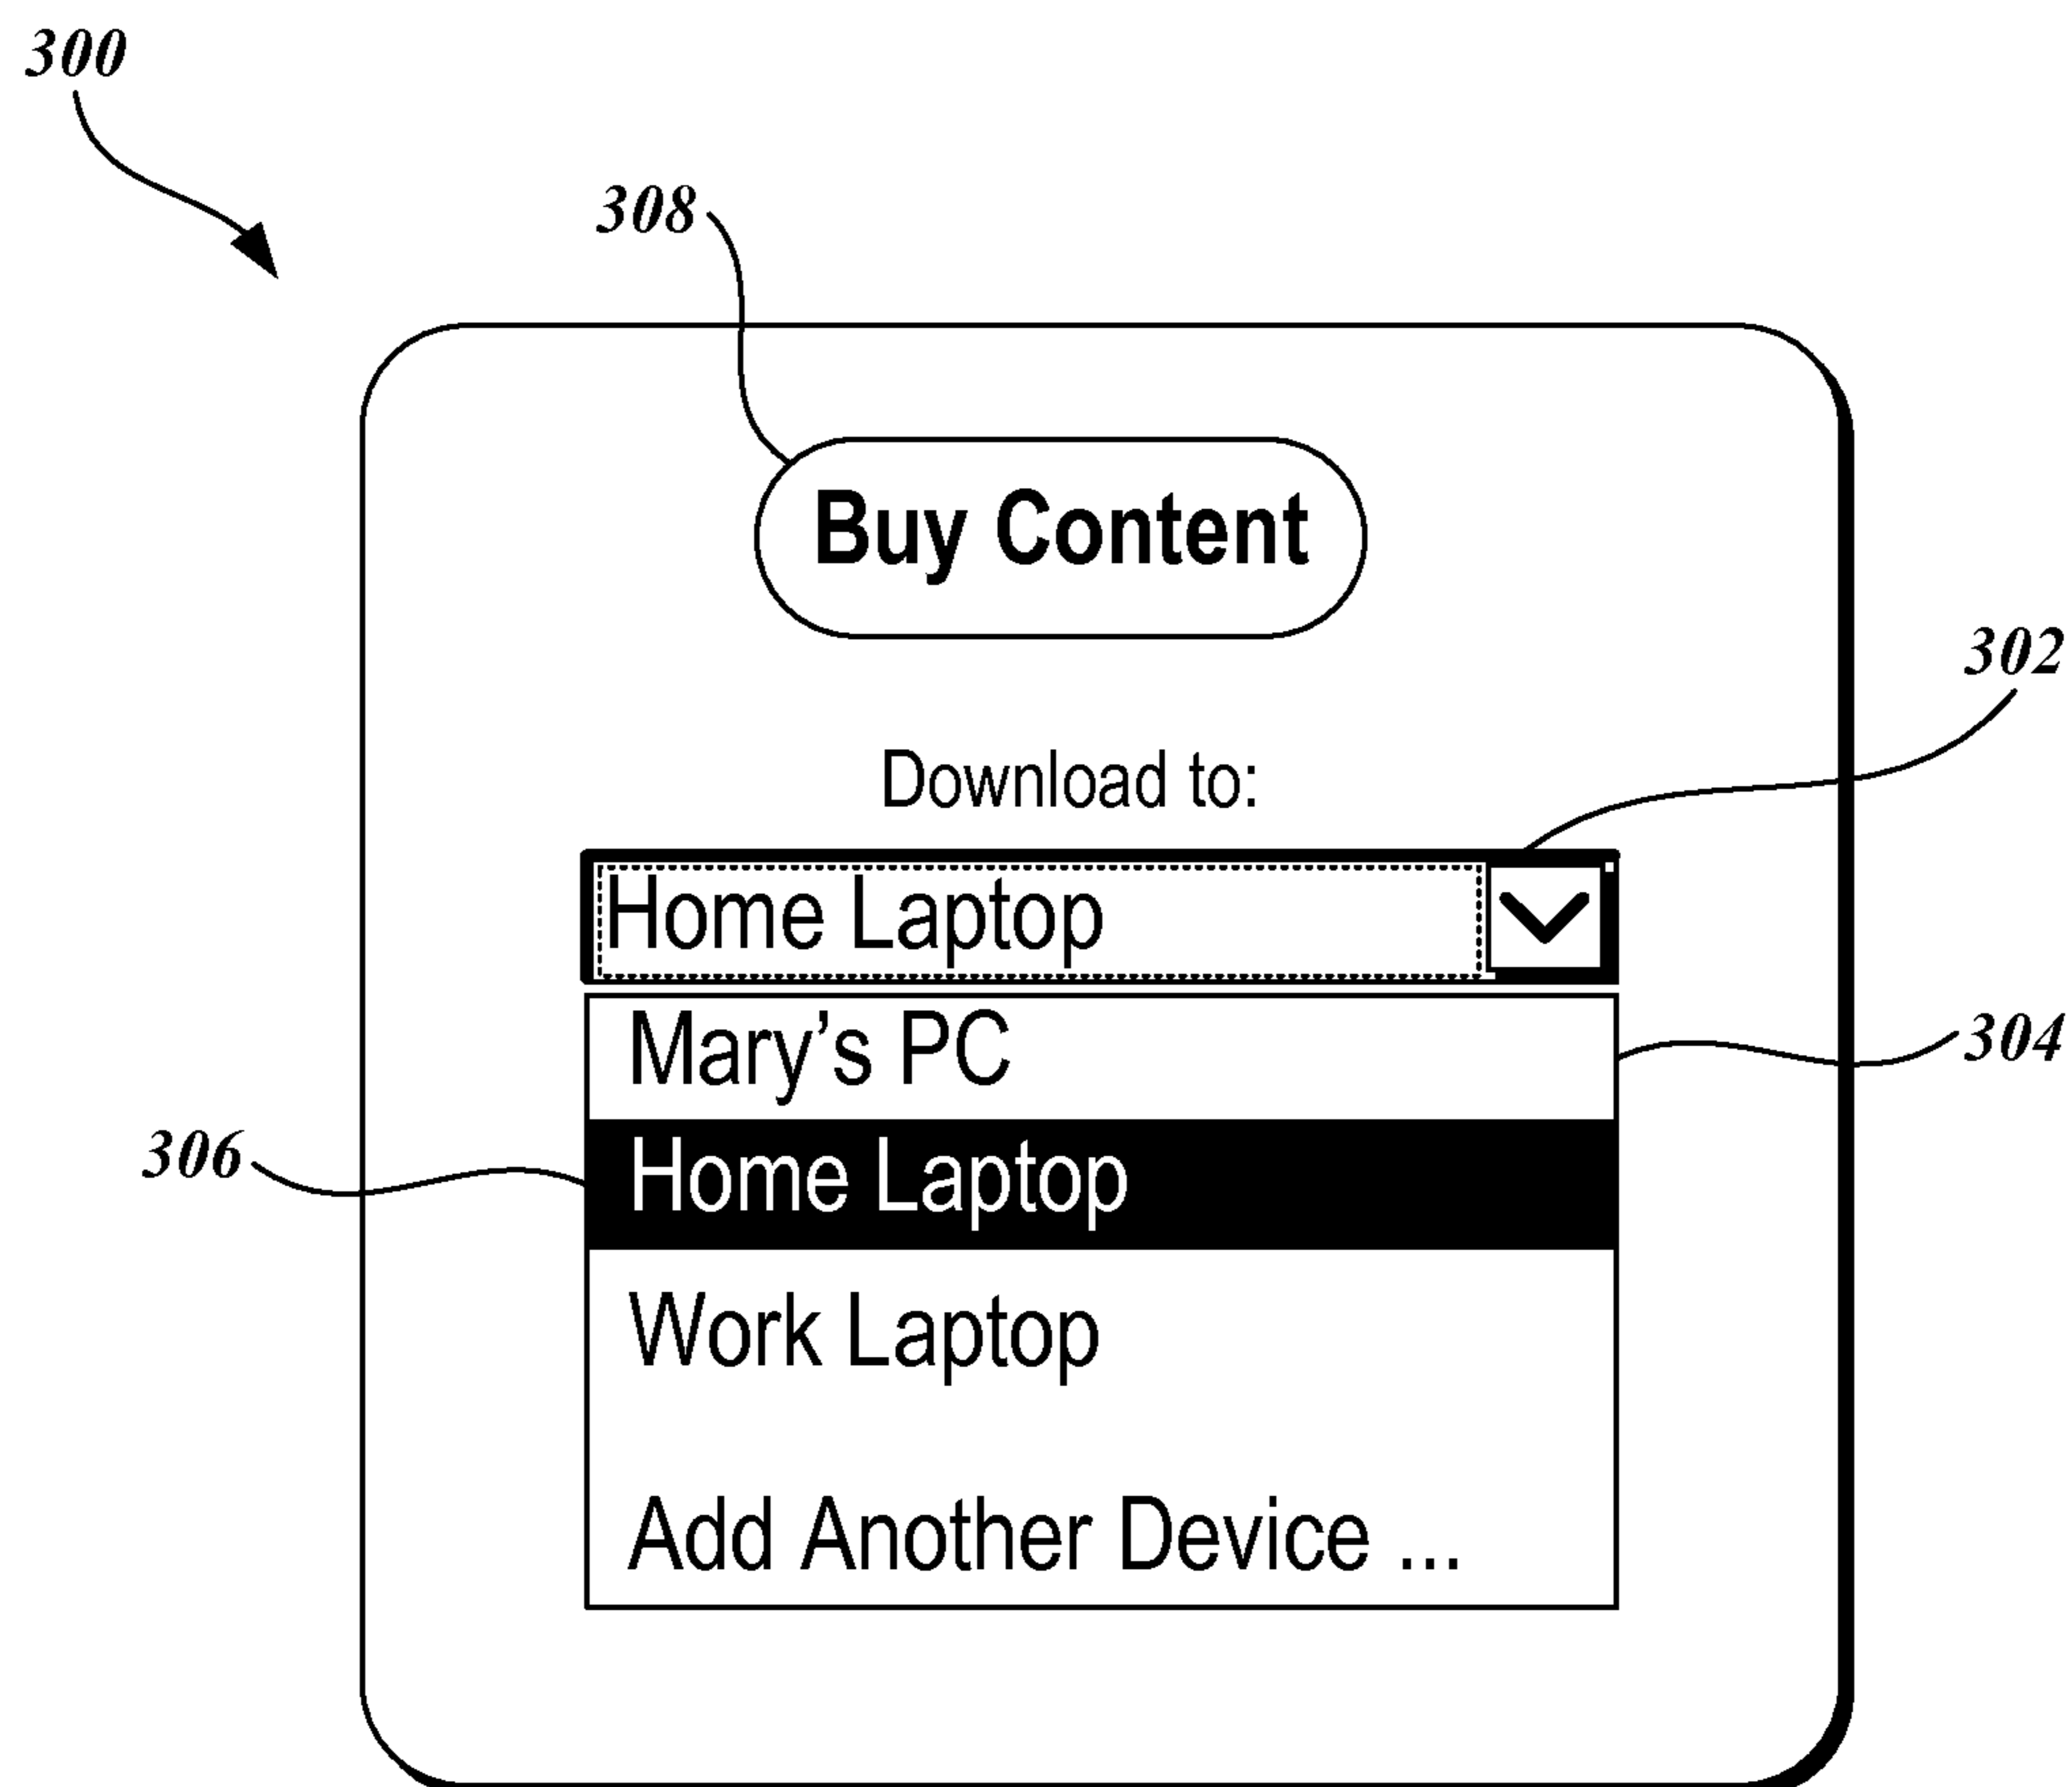 300
308
Buy Content
302
Download to:
Home Laptop
Mary’s PC
304
306
Home Laptop
Work Laptop
Add Another Device ...